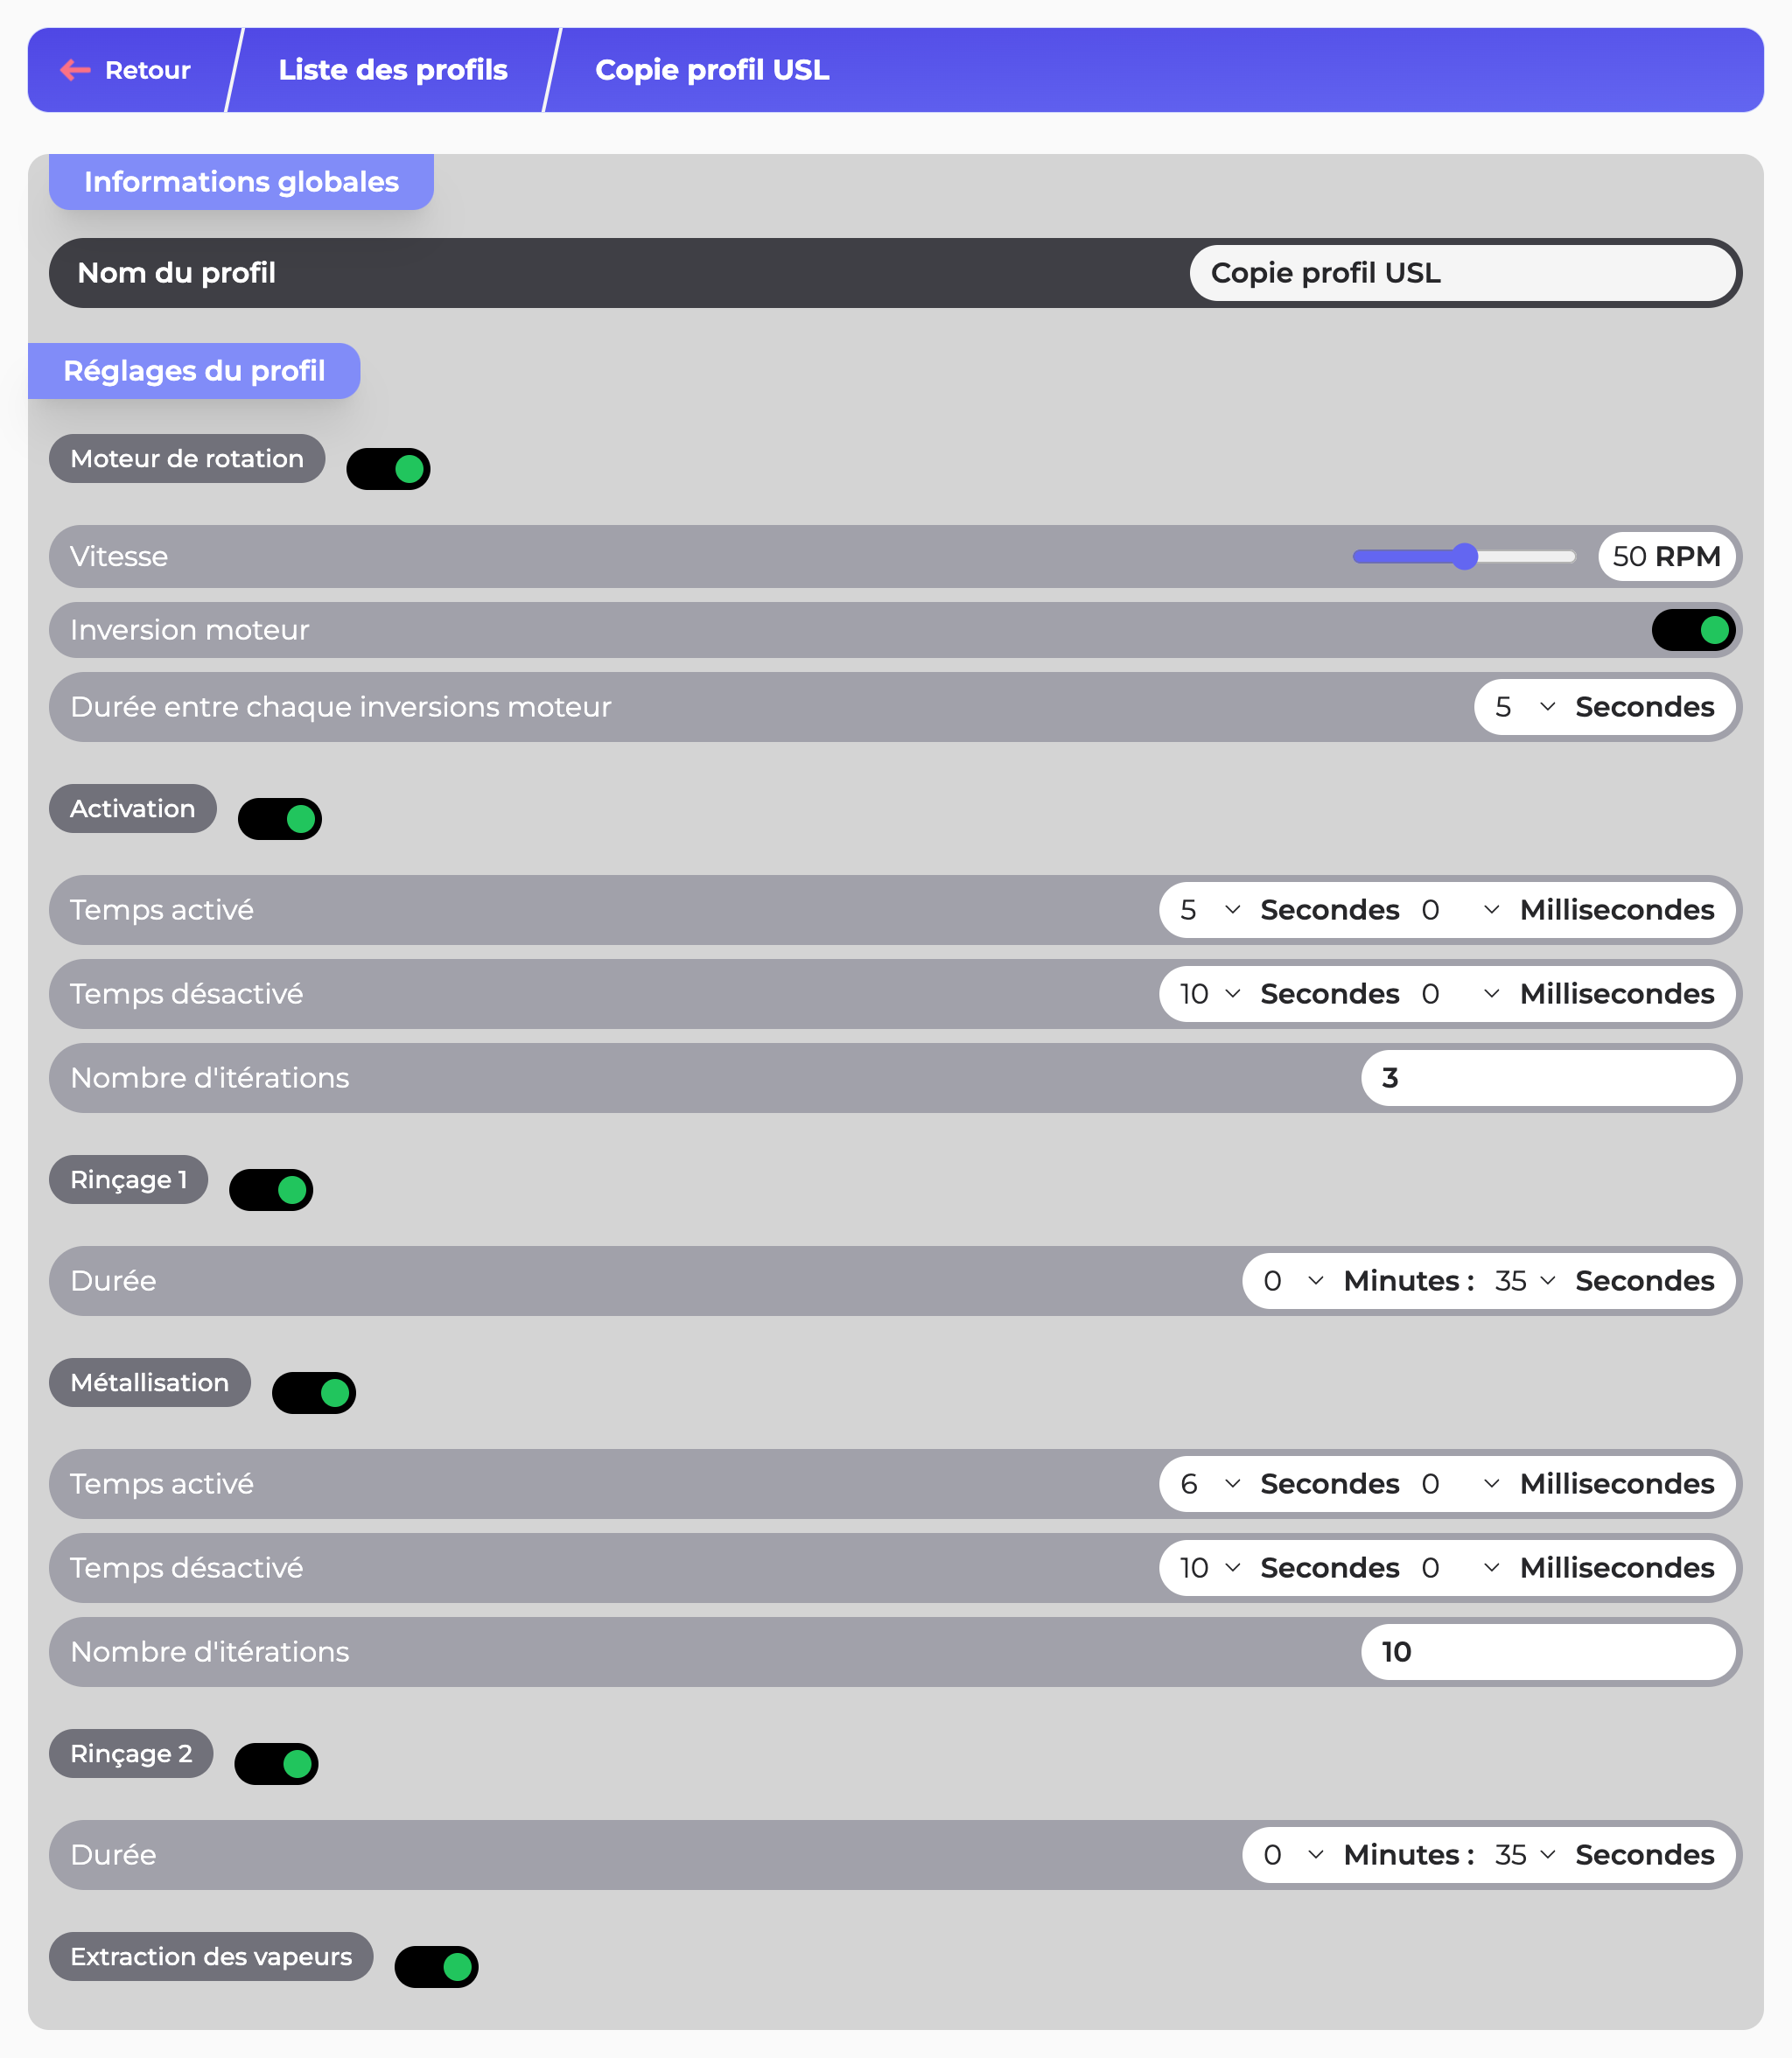 Retour Liste des profils Copie profil USL
Informations globales
Nom du profil Copie profil USL
Réglages du profil
Moteur de rotation
Vitesse 50 RPM
Inversion moteur
Durée entre chaque inversions moteur 5 Secondes
Activation
Temps activé 5 Secondes 0 Millisecondes
Temps désactivé 10 Secondes 0 Millisecondes
Nombre d'itérations 3
Rinçage 1
Durée 0 Minutes : 35 Secondes
Métallisation
Temps activé 6 Secondes 0 Millisecondes
Temps désactivé 10 Secondes 0 Millisecondes
Nombre d'itérations 10
Rinçage 2
Durée 0 Minutes : 35 Secondes
Extraction des vapeurs